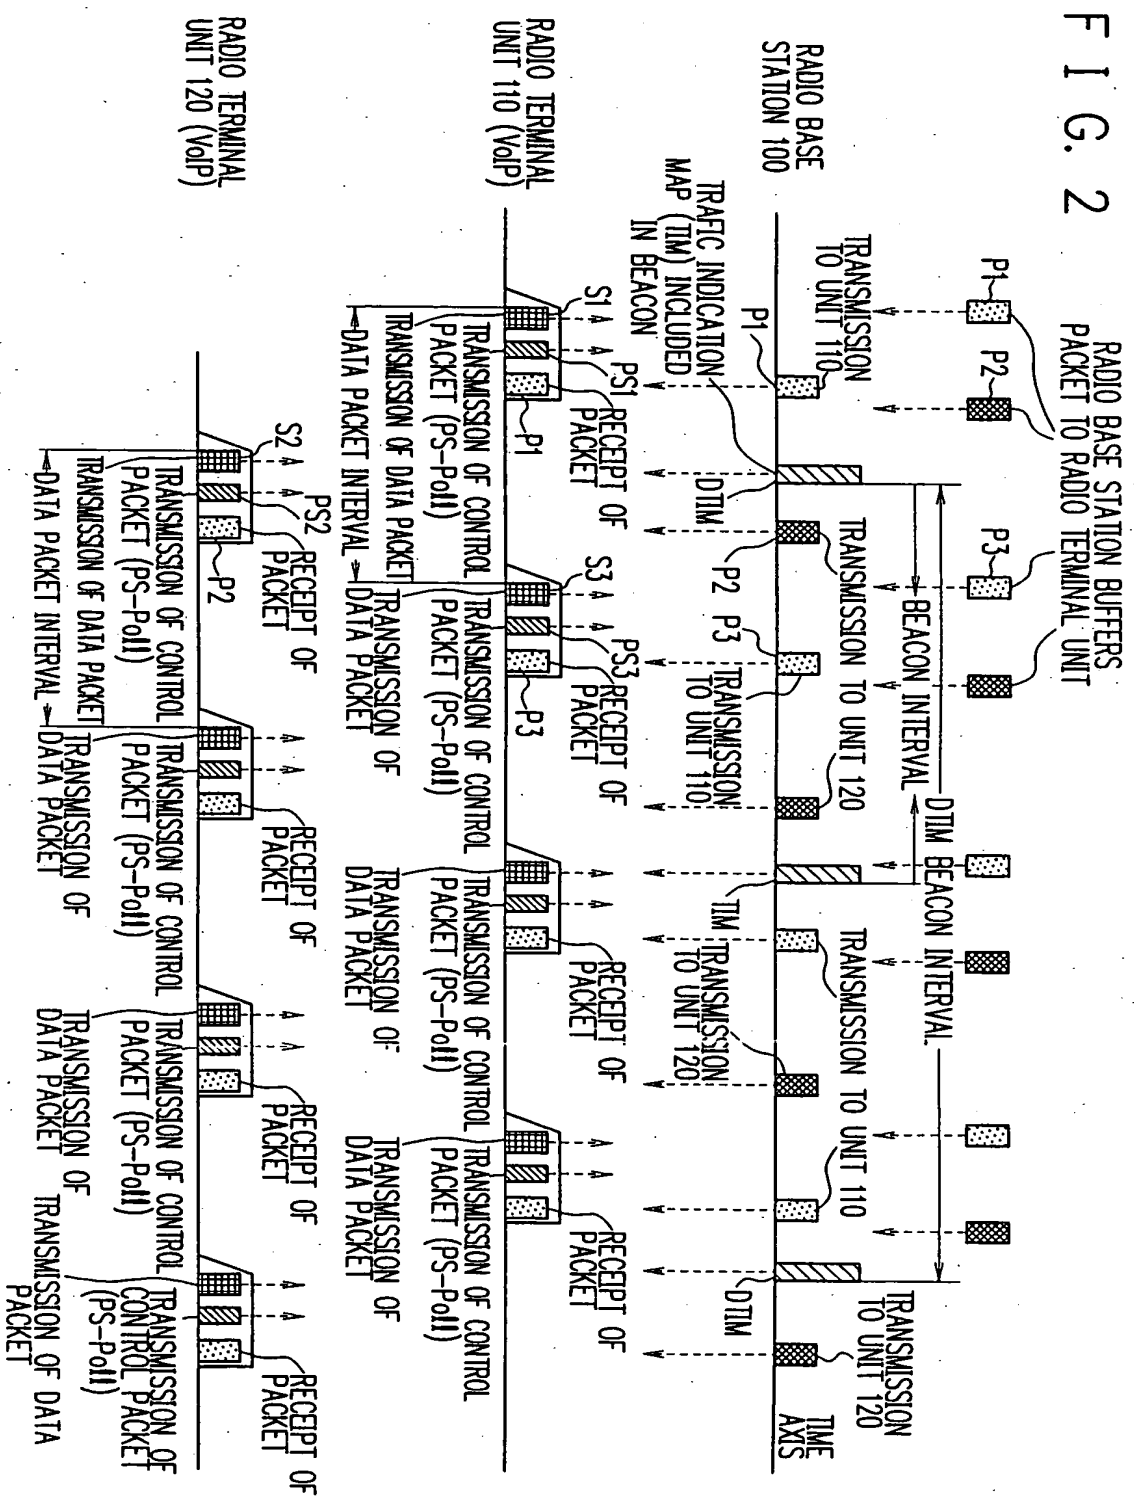 FIG. 2
RADIO BASE STATION BUFFERS
PACKET TO RADIO TERMINAL UNIT
P1
P2
P3
DTIM BEACON INTERVAL
BEACON INTERVAL
TRANSMISSION
TO UNIT 110
TRANSMISSION TO UNIT 120
TRANSMISSION TO UNIT 110
TRANSMISSION
TO UNIT 120
RADIO BASE
STATION 100
TIME
AXIS
P1
DTIM
P2
P3
TRANSMISSION
TO UNIT 110
TIM
TRANSMISSION
TO UNIT 120
DTIM
TRAFIC INDICATION
MAP (TIM) INCLUDED
IN BEACON
S1
PS1
RECEIPT OF
PACKET
S3
PS3
RECEIPT OF
PACKET
RECEIPT OF
PACKET
RECEIPT OF
PACKET
RADIO TERMINAL
UNIT 110 (VoIP)
P1
P3
TRANSMISSION OF CONTROL
PACKET (PS-Poll)
TRANSMISSION OF CONTROL
PACKET (PS-Poll)
TRANSMISSION OF CONTROL
PACKET (PS-Poll)
TRANSMISSION OF CONTROL
PACKET (PS-Poll)
TRANSMISSION OF DATA PACKET
TRANSMISSION OF
DATA PACKET
TRANSMISSION OF
DATA PACKET
TRANSMISSION OF
DATA PACKET
DATA PACKET INTERVAL
S2
PS2
RECEIPT OF
PACKET
RECEIPT OF
PACKET
RECEIPT OF
PACKET
RECEIPT OF
PACKET
RADIO TERMINAL
UNIT 120 (VoIP)
P2
TRANSMISSION OF CONTROL
PACKET (PS-Poll)
TRANSMISSION OF CONTROL
PACKET (PS-Poll)
TRANSMISSION OF CONTROL
PACKET (PS-Poll)
TRANSMISSION OF
CONTROL PACKET
(PS-Poll)
TRANSMISSION OF DATA PACKET
TRANSMISSION OF
DATA PACKET
TRANSMISSION OF
DATA PACKET
TRANSMISSION OF DATA
PACKET
DATA PACKET INTERVAL